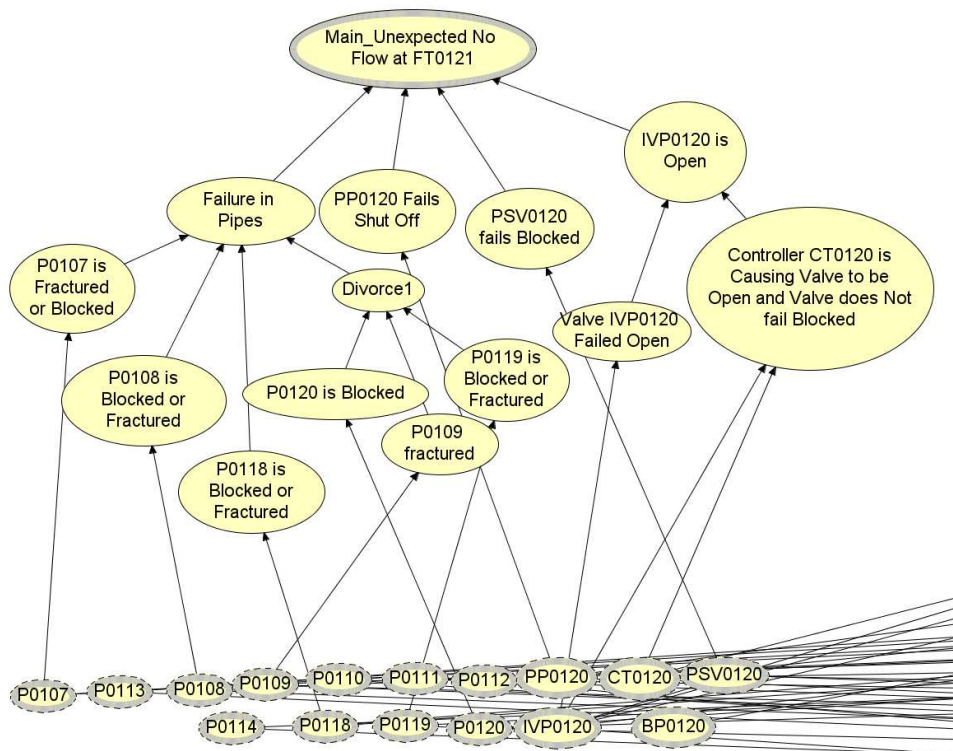 Main_Unexpected No
Flow at FT0121
IVP0120 is
Open
Failure in
Pipes
PP0120 Fails
Shut Off
PSV0120
fails Blocked
Controller CT0120 is
Causing Valve to be
Open and Valve does Not
fail Blocked
P0107 is
Fractured
or Blocked
Divorce1
Valve IVP0120
Failed Open
P0108 is
Blocked or
Fractured
P0120 is Blocked
P0119 is
Blocked or
Fractured
P0109
fractured
P0118 is
Blocked or
Fractured
P0107
P0113
P0108
P0109
P0110
P0111
P0112
PP0120
CT0120
PSV0120
P0114
P0118
P0119
P0120
IVP0120
BP0120